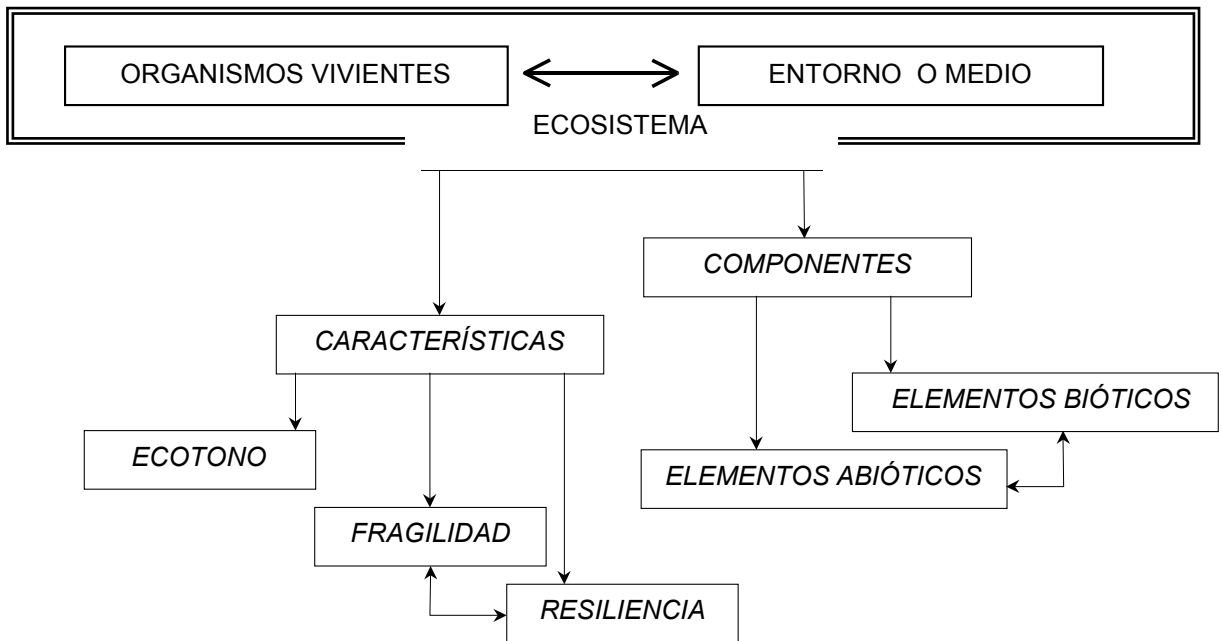 ORGANISMOS VIVIENTES
ENTORNO O MEDIO
ECOSISTEMA
COMPONENTES
CARACTERÍSTICAS
ELEMENTOS BIÓTICOS
ECOTONO
ELEMENTOS ABIÓTICOS
FRAGILIDAD
RESILIENCIA